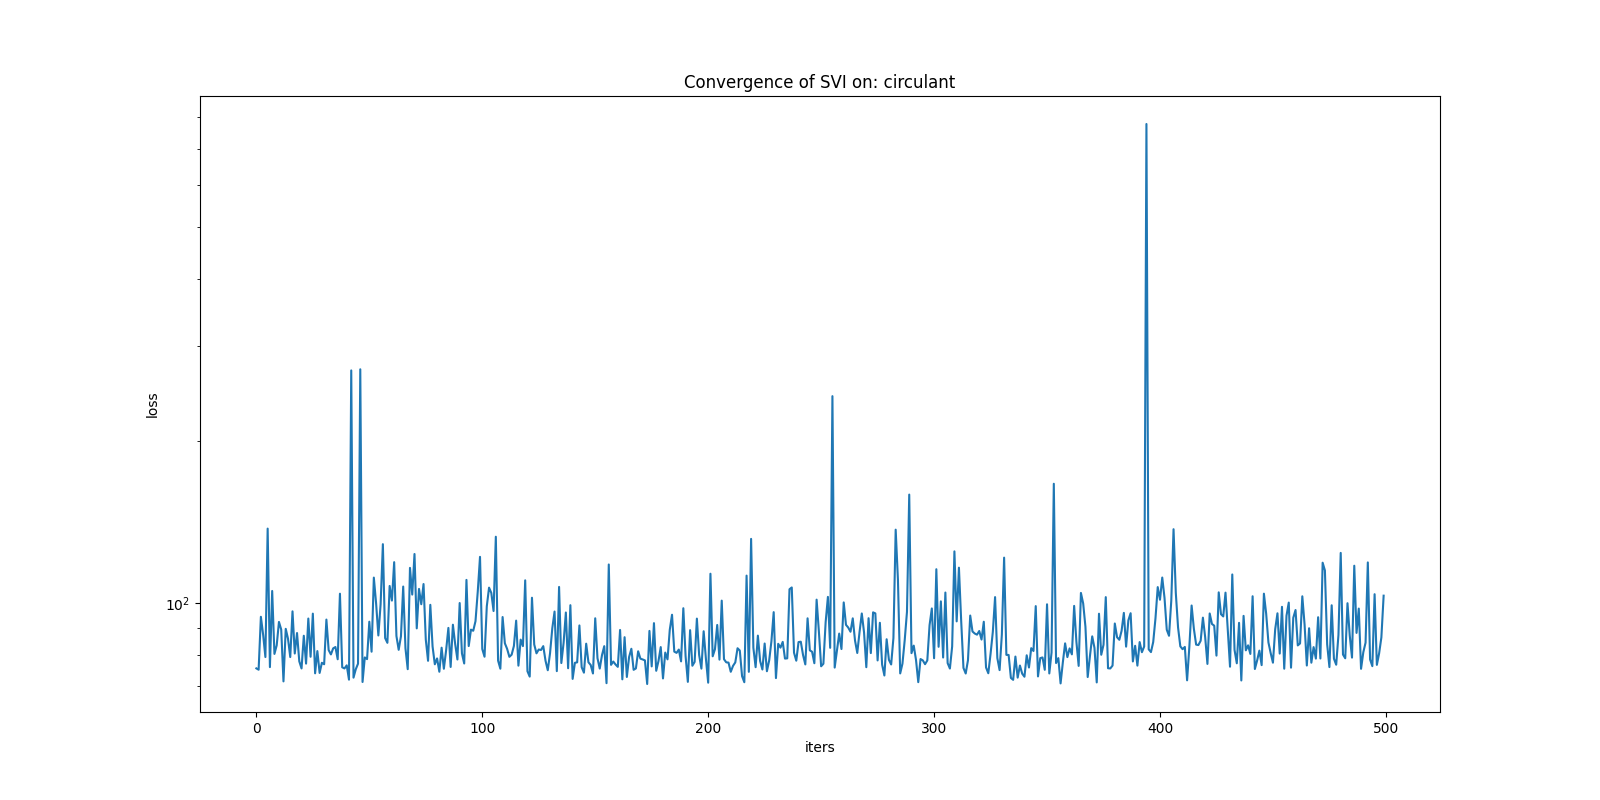 Convergence of SVI on: circulant
loss
10²
0 100 200 300 400 500
iters